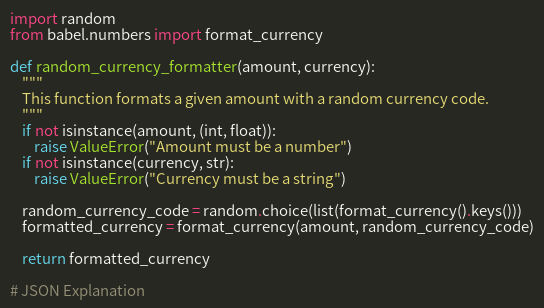 import random
from babel.numbers import format_currency

def random_currency_formatter(amount, currency):
    """
    This function formats a given amount with a random currency code.
    """
    if not isinstance(amount, (int, float)):
        raise ValueError("Amount must be a number")
    if not isinstance(currency, str):
        raise ValueError("Currency must be a string")

    random_currency_code = random.choice(list(format_currency().keys()))
    formatted_currency = format_currency(amount, random_currency_code)

    return formatted_currency

# JSON Explanation